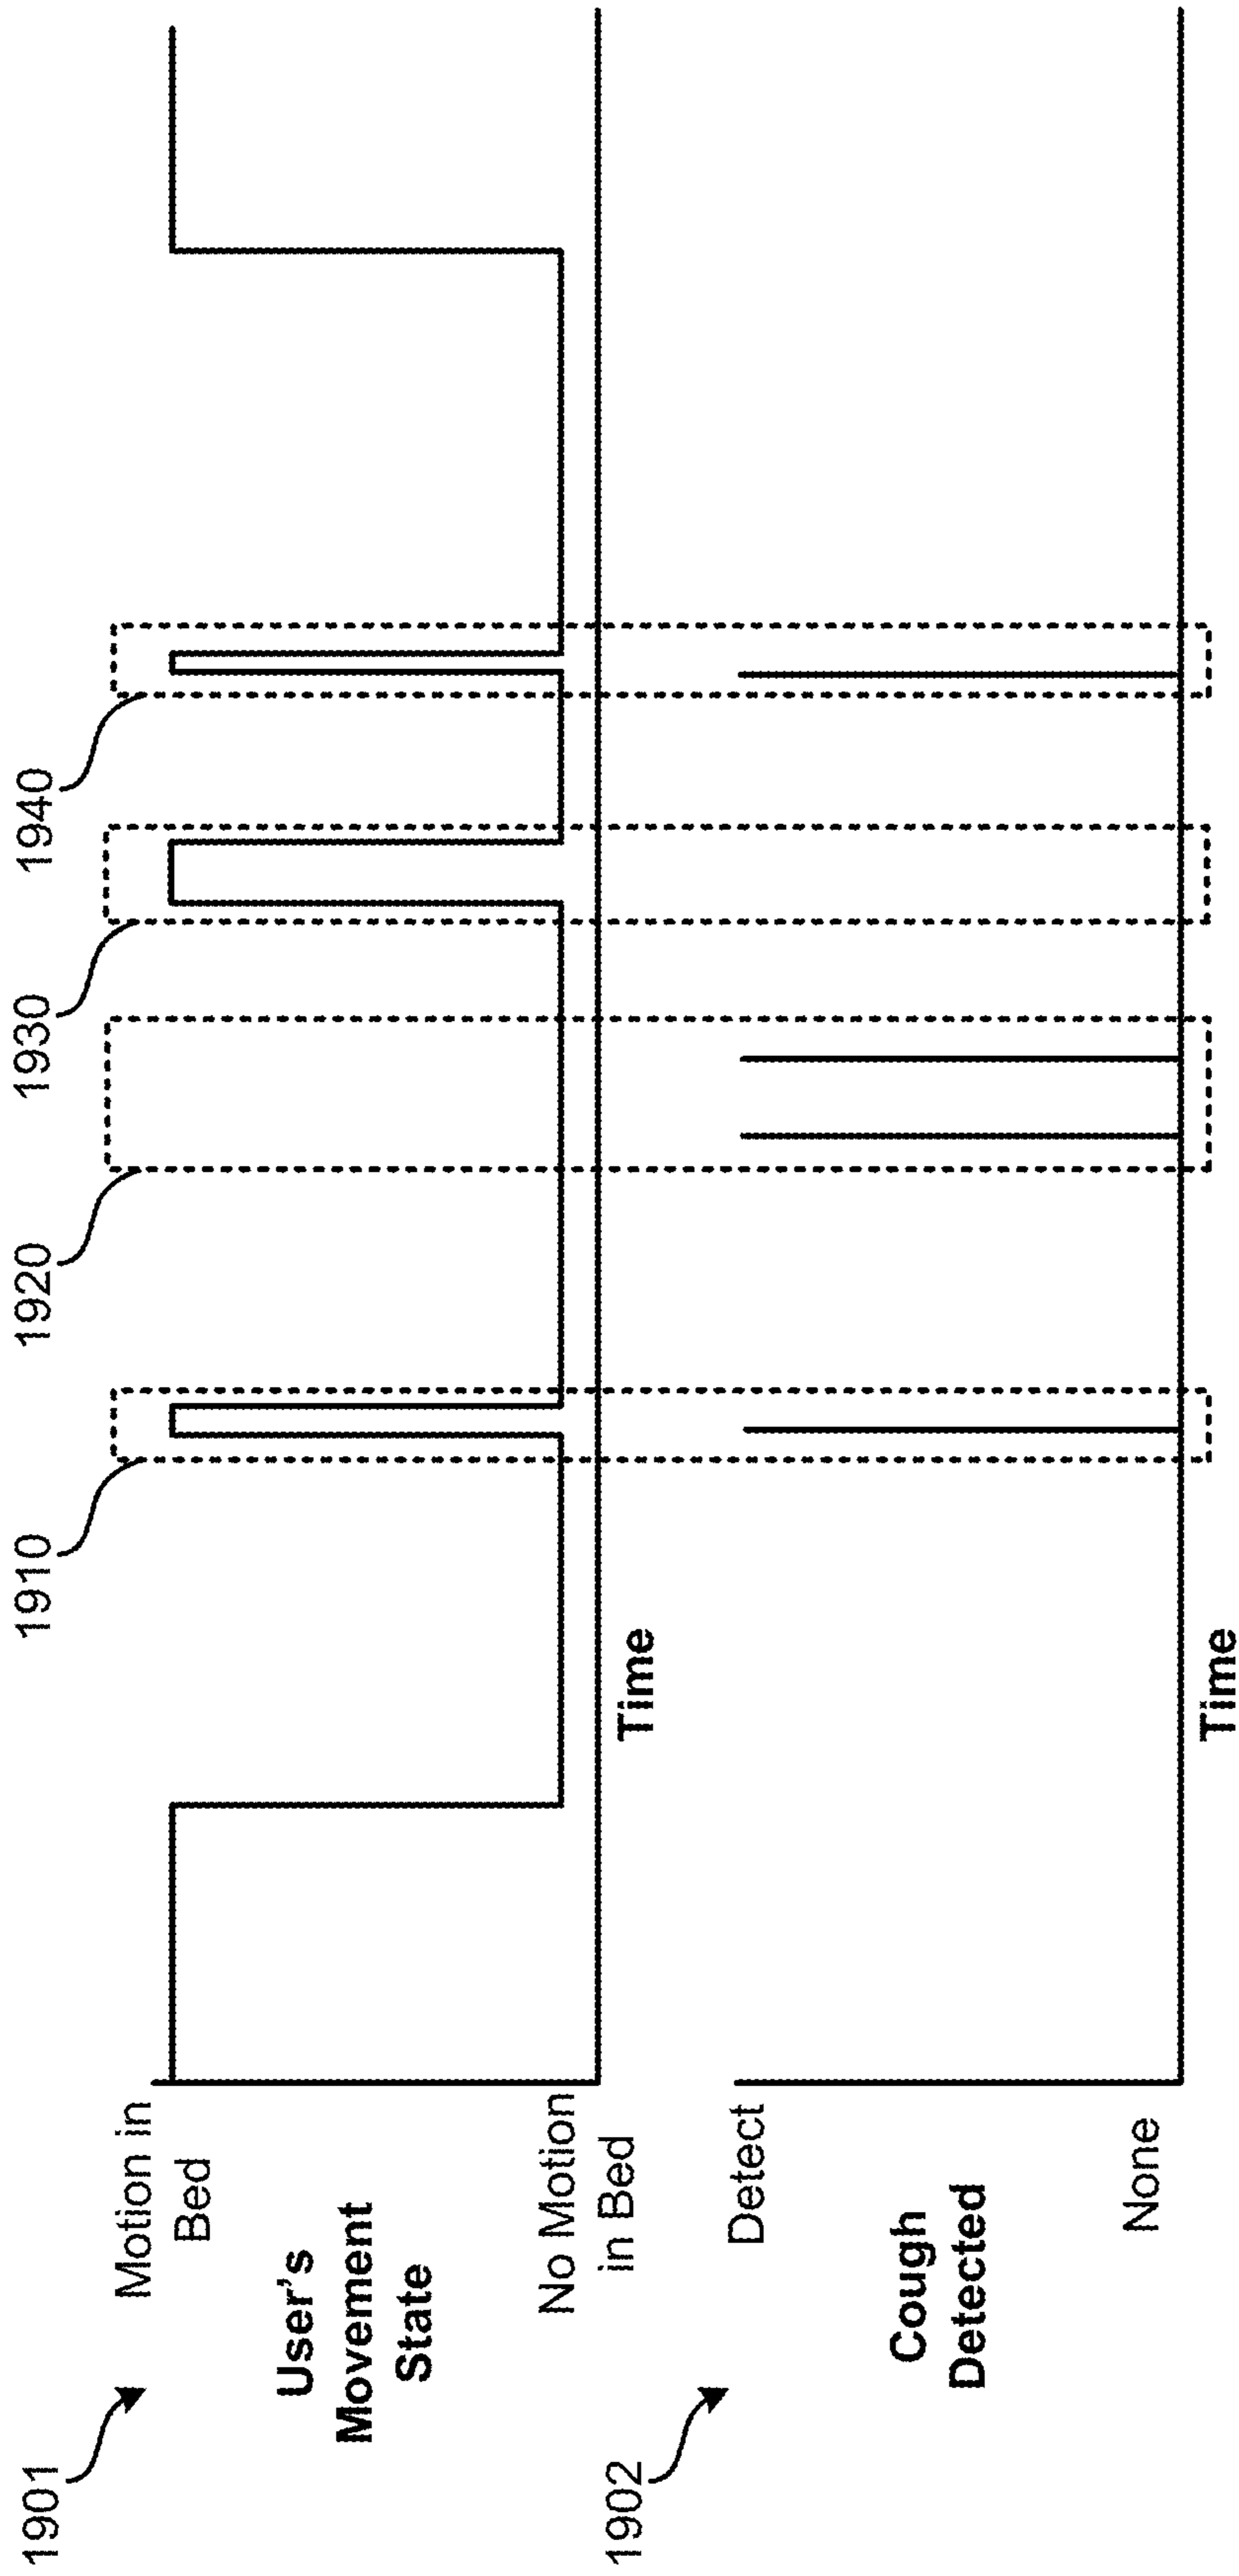 1901
Motion in
Bed
User's
Movement
State
No Motion
in Bed
1910
1920
1930
1940
Time
1902
Detect
Cough
Detected
None
Time